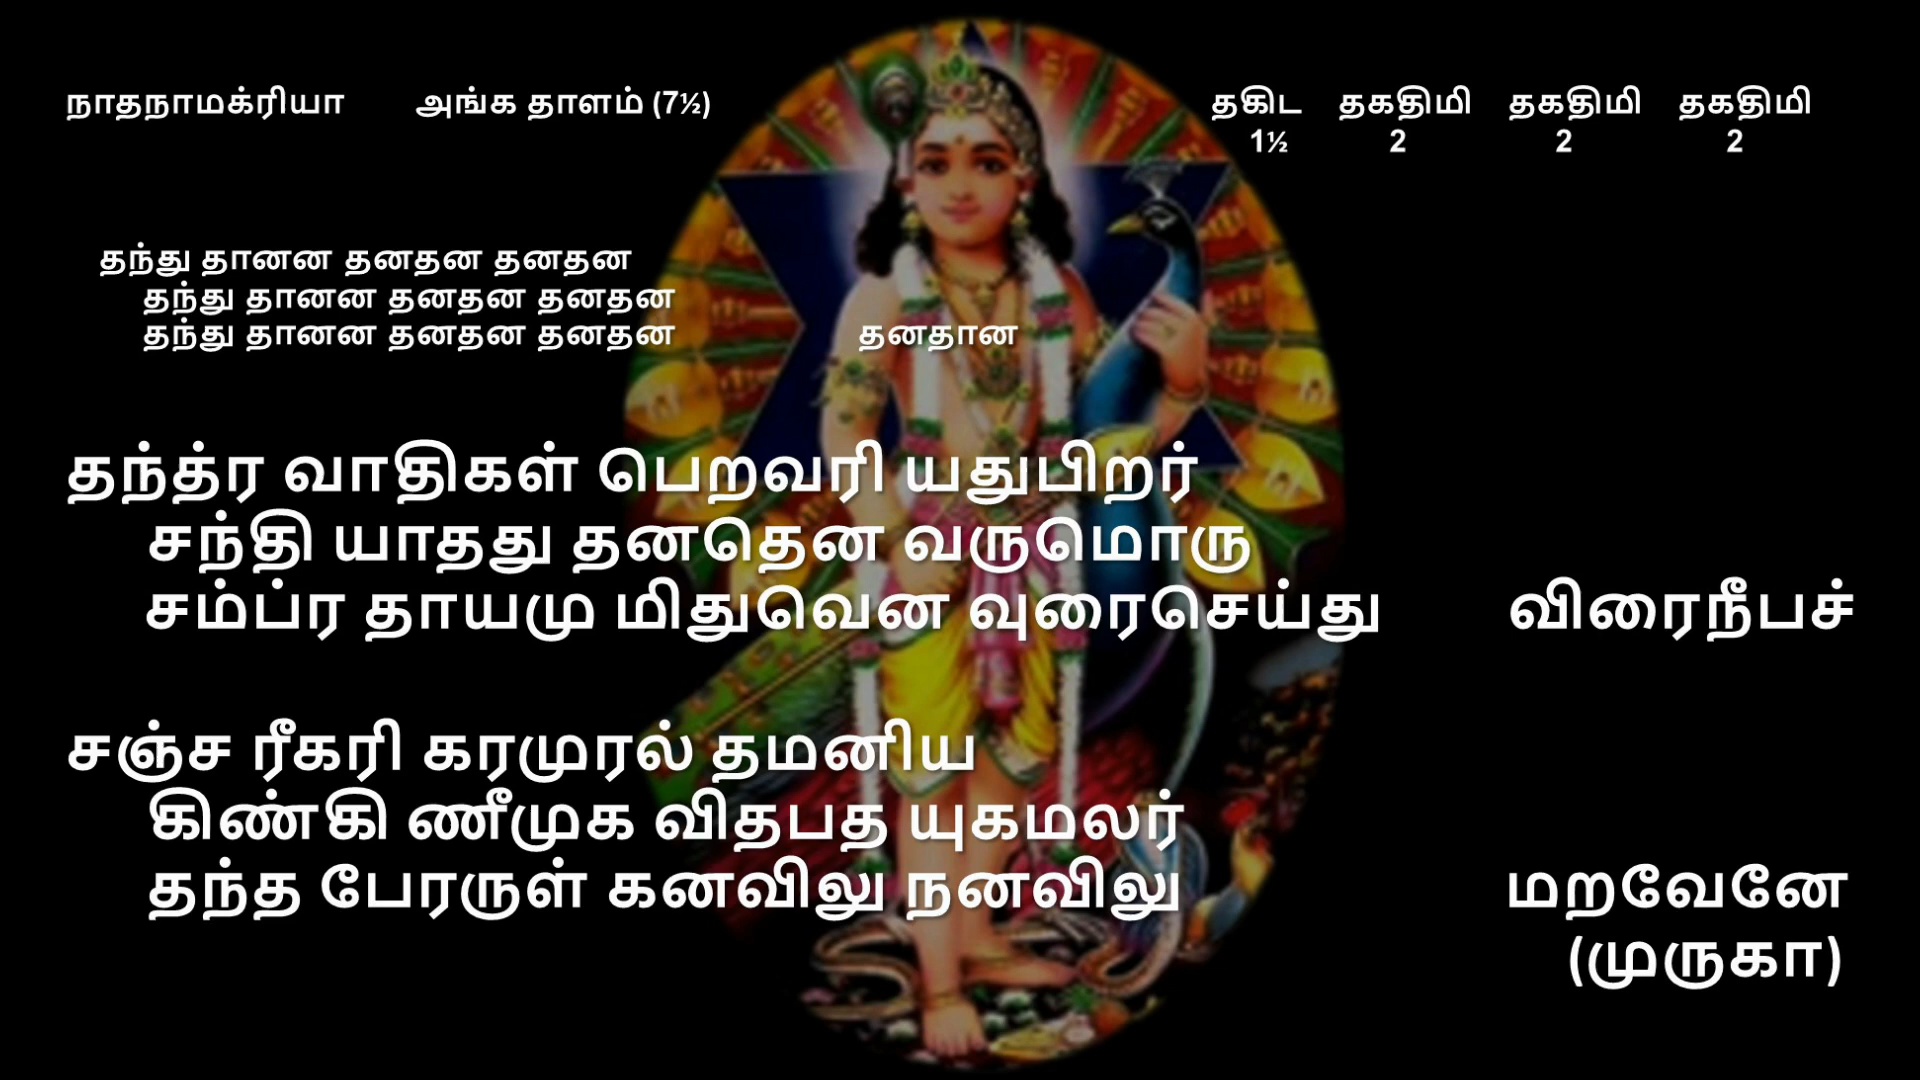 நாதநாமக்ரியா அங்க தாளம் (7½) தகிட தகதிமி தகதிமி தகதிமி
1½ 2 2 2
தந்து தானன தனதன தனதன
தந்து தானன தனதன தனதன
தந்து தானன தனதன தனதன தனதான
தந்த்ர வாதிகள் பெறவரி யதுபிறர்
சந்தி யாதது தனதென வருமொரு
சம்ப்ர தாயமு மிதுவென வுரைசெய்து விரைநீபச்
சஞ்ச ரீகரி கரமுரல் தமனிய
கிண்கி ணீமுக விதபத யுகமலர்
தந்த பேரருள் கனவிலு நனவிலு மறவேனே
(முருகா)